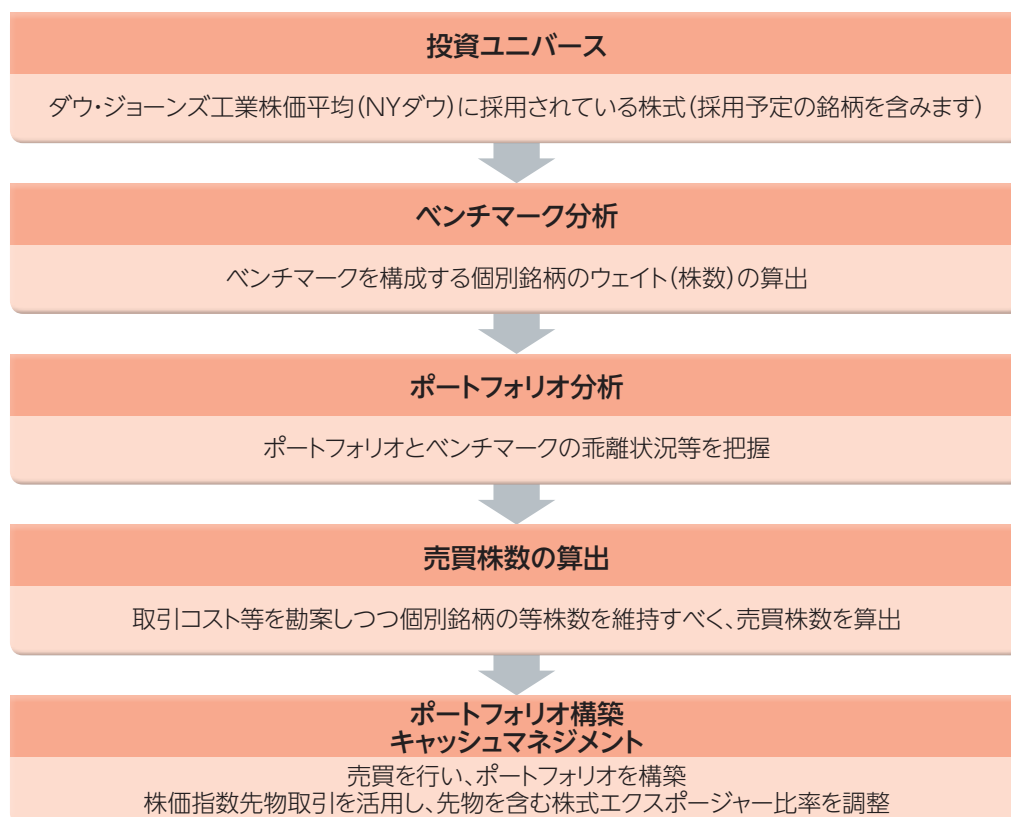 投資ユニバース
ダウ・ジョーンズ工業株価平均(NYダウ)に採用されている株式(採用予定の銘柄を含みます)
ベンチマーク分析
ベンチマークを構成する個別銘柄のウェイト(株数)の算出
ポートフォリオ分析
ポートフォリオとベンチマークの乖離状況等を把握
売買株数の算出
取引コスト等を勘案しつつ個別銘柄の等株数を維持すべく、売買株数を算出
ポートフォリオ構築
キャッシュマネジメント
売買を行い、ポートフォリオを構築
株価指数先物取引を活用し、先物を含む株式エクスポージャー比率を調整